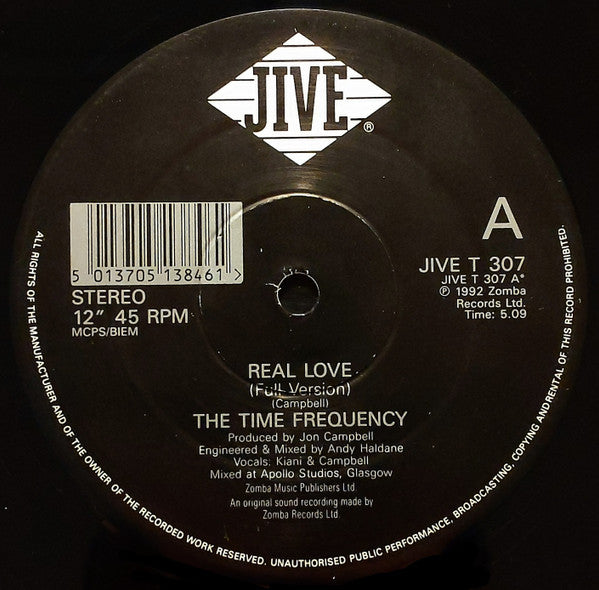 JIVE
®
A
5 013705 138461 >
STEREO
12" 45 RPM
MCPS/BIEM
JIVE T 307
JIVE T 307 A*
℗ 1992 Zomba
Records Ltd.
Time: 5.09
REAL LOVE
(Full Version)
(Campbell)
THE TIME FREQUENCY
Produced by Jon Campbell
Engineered & Mixed by Andy Haldane
Vocals: Kiani & Campbell
Mixed at Apollo Studios, Glasgow
Zomba Music Publishers Ltd.
An original sound recording made by
Zomba Records Ltd.
ALL RIGHTS OF THE MANUFACTURER AND OF THE OWNER OF THE RECORDED WORK RESERVED. UNAUTHORISED PUBLIC PERFORMANCE, BROADCASTING, COPYING AND RENTAL OF THIS RECORD PROHIBITED.